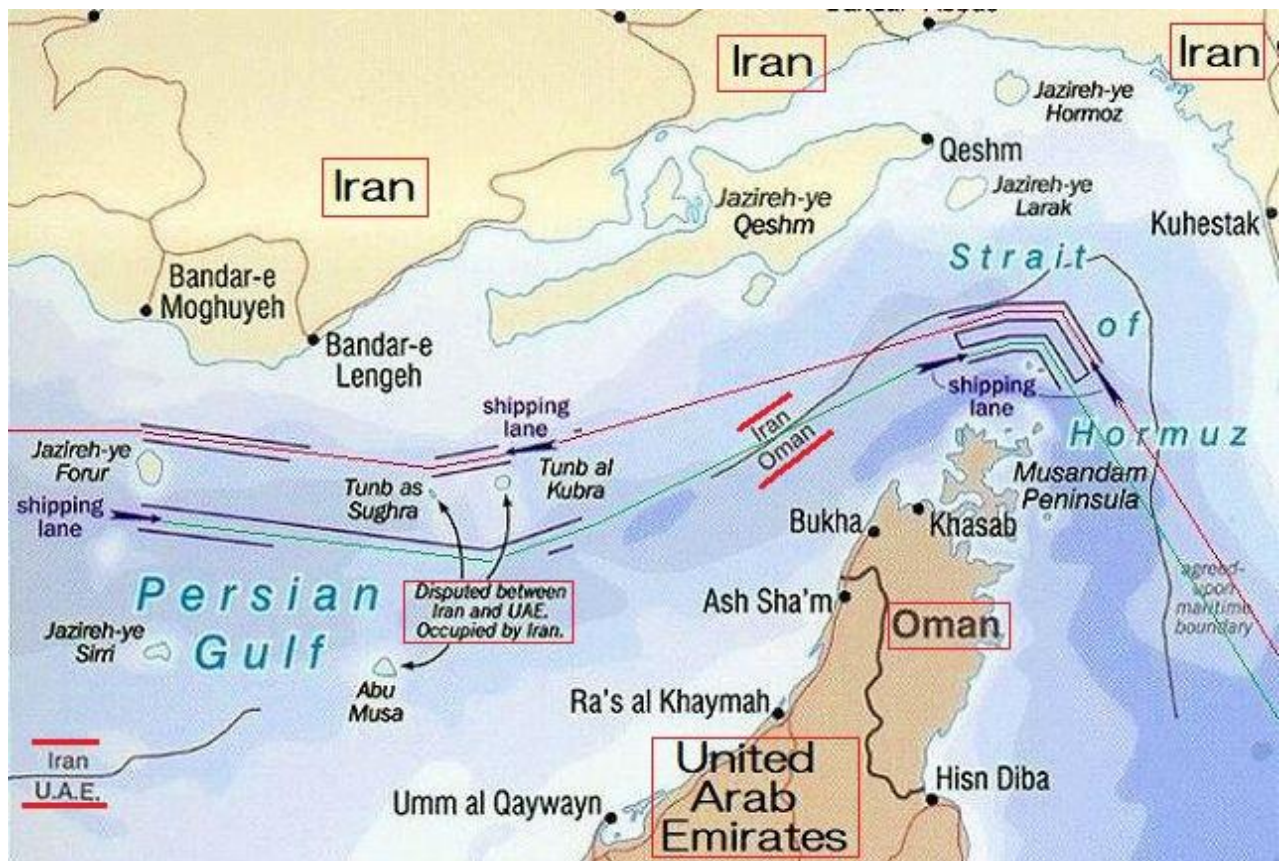 Iran
Iran
Iran
Jazireh-ye
Hormoz
Qeshm
Jazireh-ye
Larak
Jazireh-ye
Qeshm
Kuhestak
Bandar-e
Moghuyeh
Bandar-e
Lengeh
Strait
of
Hormuz
shipping
lane
shipping
lane
Iran
Oman
Jazireh-ye
Forur
Tunb as
Sughra
Tunb al
Kubra
Musandam
Peninsula
shipping
lane
Bukha
Khasab
Persian
Gulf
Disputed between
Iran and UAE.
Occupied by Iran.
Ash Sha'm
Oman
agreed-
upon
maritime
boundary
Jazireh-ye
Sirri
Abu
Musa
Ra's al Khaymah
Iran
U.A.E.
United
Arab
Emirates
Umm al Qaywayn
Hisn Diba